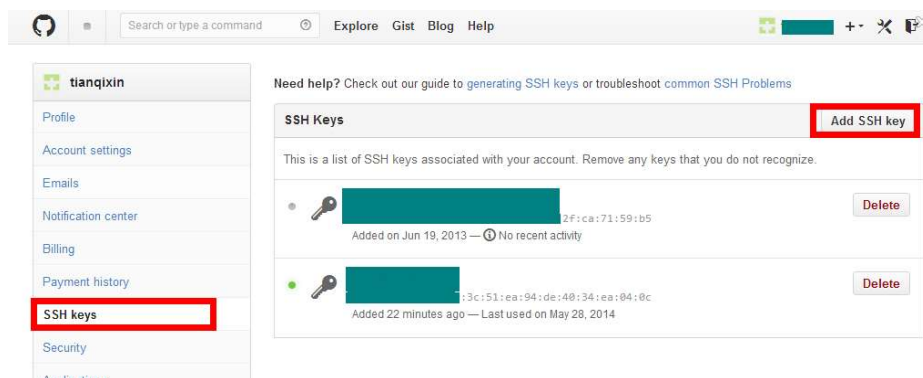 Search or type a command
Explore Gist Blog Help
tianqixin
Need help? Check out our guide to generating SSH keys or troubleshoot common SSH Problems
Profile
SSH Keys
Add SSH key
Account settings
This is a list of SSH keys associated with your account. Remove any keys that you do not recognize.
Emails
Notification center
2f:ca:71:59:b5
Delete
Added on Jun 19, 2013 — No recent activity
Billing
Payment history
:3c:51:ea:94:de:40:34:ea:04:0c
Delete
SSH keys
Added 22 minutes ago — Last used on May 28, 2014
Security